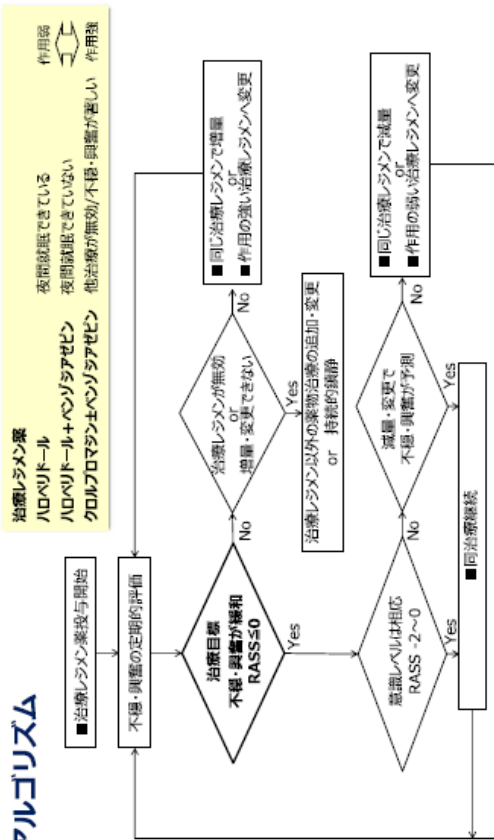 アルゴリズム
治療レジメン薬
ハロペリドール 夜間就眠できている 作用弱
ハロペリドール+ベンゾジアゼピン 夜間就眠できていない
クロルプロマジン±ベンゾジアゼピン 他治療が無効/不穏・興奮が著しい 作用強
■治療レジメン薬投与開始
不穏・興奮の定期的評価
治療目標
不穏・興奮が緩和
RASS≦0
No
Yes
治療レジメンが無効
or
増量・変更できない
No
Yes
■同じ治療レジメンで増量
or
■作用の強い治療レジメンへ変更
治療レジメン以外の薬物治療の追加・変更
or 持続的鎮静
意識レベルは相応
RASS -2~0
No
Yes
減量・変更で
不穏・興奮が予測
No
Yes
■同じ治療レジメンで減量
or
■作用の弱い治療レジメンへ変更
■同治療継続